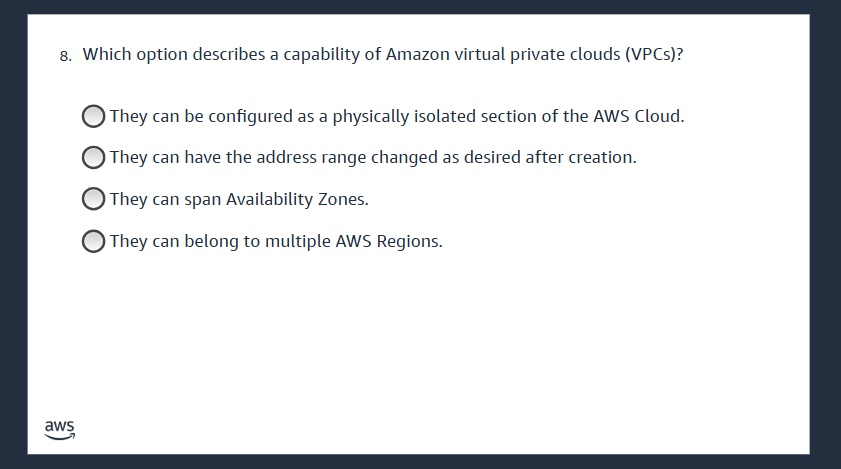 8. Which option describes a capability of Amazon virtual private clouds (VPCs)?
They can be configured as a physically isolated section of the AWS Cloud.
They can have the address range changed as desired after creation.
They can span Availability Zones.
They can belong to multiple AWS Regions.
aws